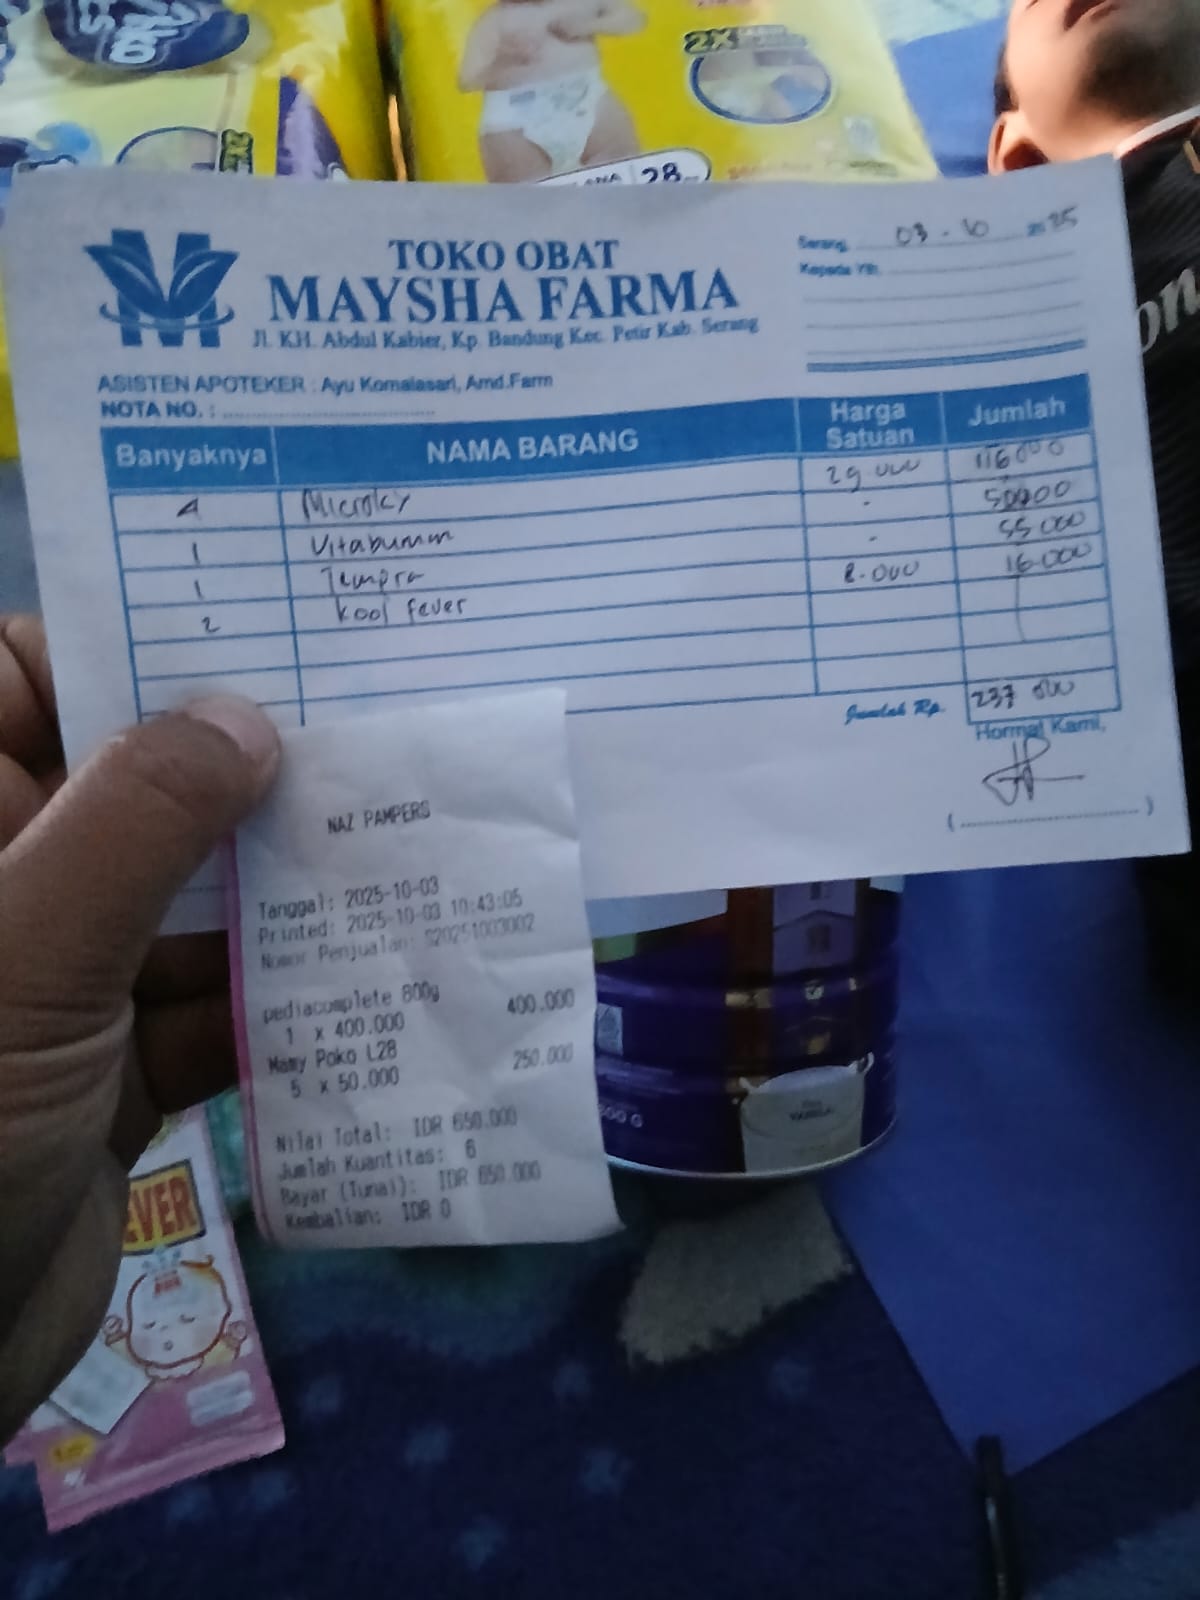 2X
28
TOKO OBAT
MAYSHA FARMA
Jl. KH. Abdul Kabier, Kp. Bandung Kec. Petir Kab. Serang
Serang, 03 - 10 2025
Kepada Yth.
ASISTEN APOTEKER : Ayu Komalasari, Amd.Farm
NOTA NO. :
Banyaknya NAMA BARANG Harga Satuan Jumlah
4 Microlcy 29.000 116000
1 Vitabumm - 50000
1 Tempra - 55.000
2 kool fever 8.000 16.000
Jumlah Rp. 237 000
Hormat Kami,
NAZ PAMPERS
Tanggal: 2025-10-03
Printed: 2025-10-03 10:43:05
Nomor Penjualan: S20251003002
pediacomplete 800g
1 x 400.000 400.000
Mamy Poko L28
5 x 50.000 250.000
Nilai Total: IDR 650.000
Jumlah Kuantitas: 6
Bayar (Tunai): IDR 650.000
Kembalian: IDR 0
EVER